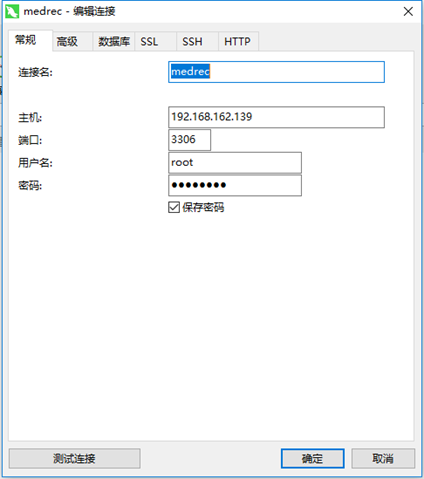 medrec - 编辑连接
常规 高级 数据库 SSL SSH HTTP
连接名: medrec
主机: 192.168.162.139
端口: 3306
用户名: root
密码: ●●●●●●●●
保存密码
测试连接 确定 取消